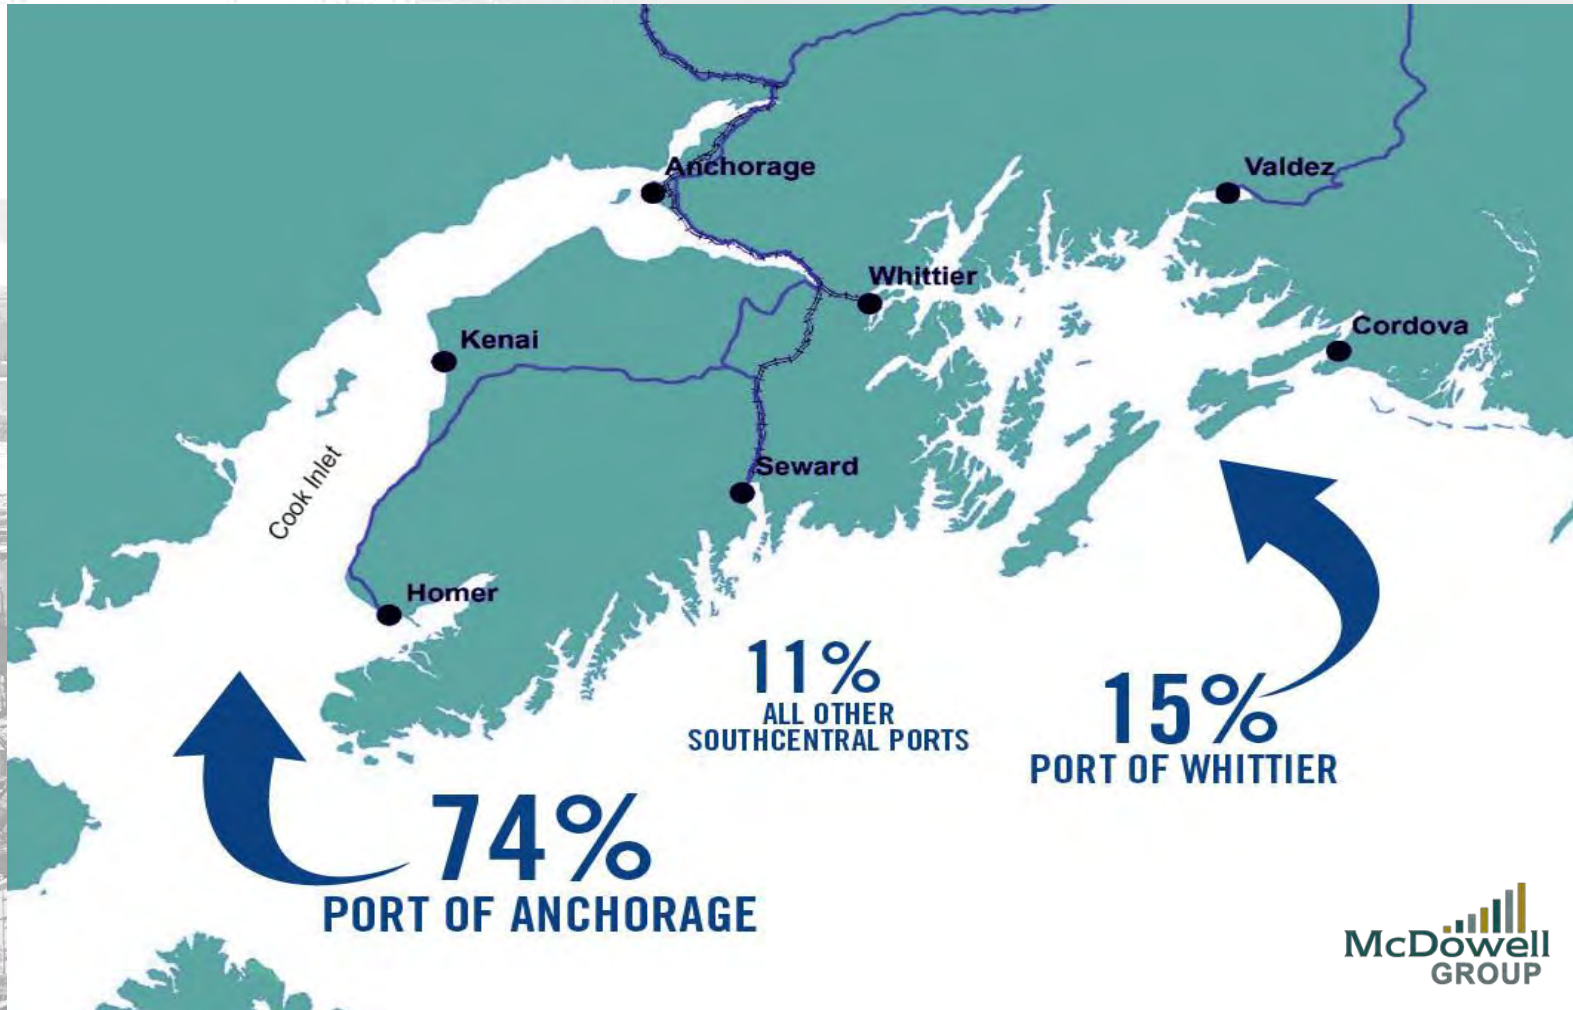 Anchorage
Valdez
Whittier
Cordova
Kenai
Seward
Cook Inlet
Homer
11%
ALL OTHER
SOUTHCENTRAL PORTS
15%
PORT OF WHITTIER
74%
PORT OF ANCHORAGE
McDowell
GROUP